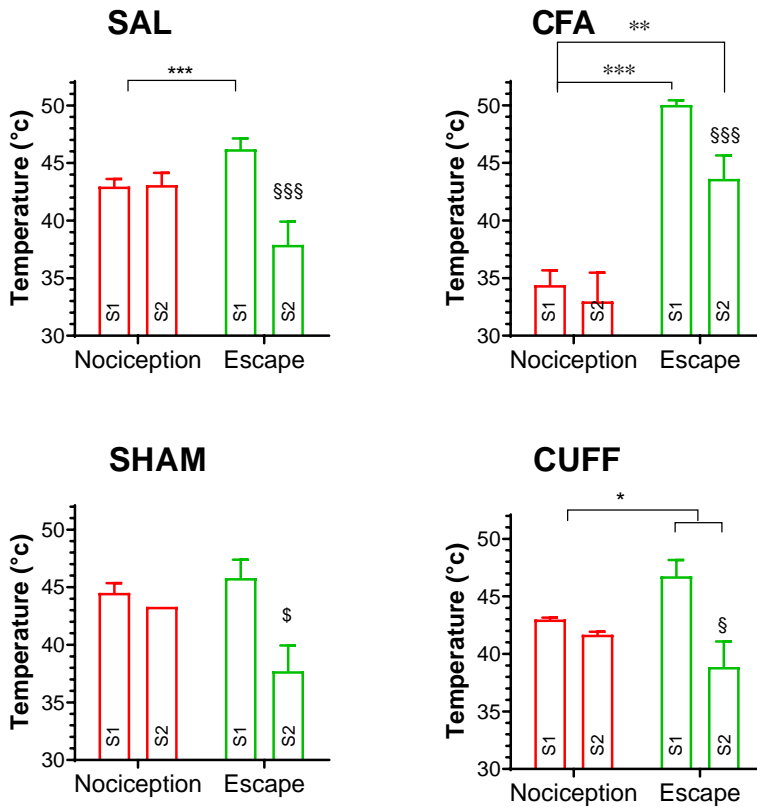 SAL
***
Temperature (°c)
50
45
40
35
30
§§§
S1
S2
S1
S2
Nociception
Escape
CFA
**
***
Temperature (°c)
50
45
40
35
30
§§§
S1
S2
S1
S2
Nociception
Escape
SHAM
Temperature (°c)
50
45
40
35
30
$
S1
S2
S1
S2
Nociception
Escape
CUFF
*
Temperature (°c)
50
45
40
35
30
§
S1
S2
S1
S2
Nociception
Escape